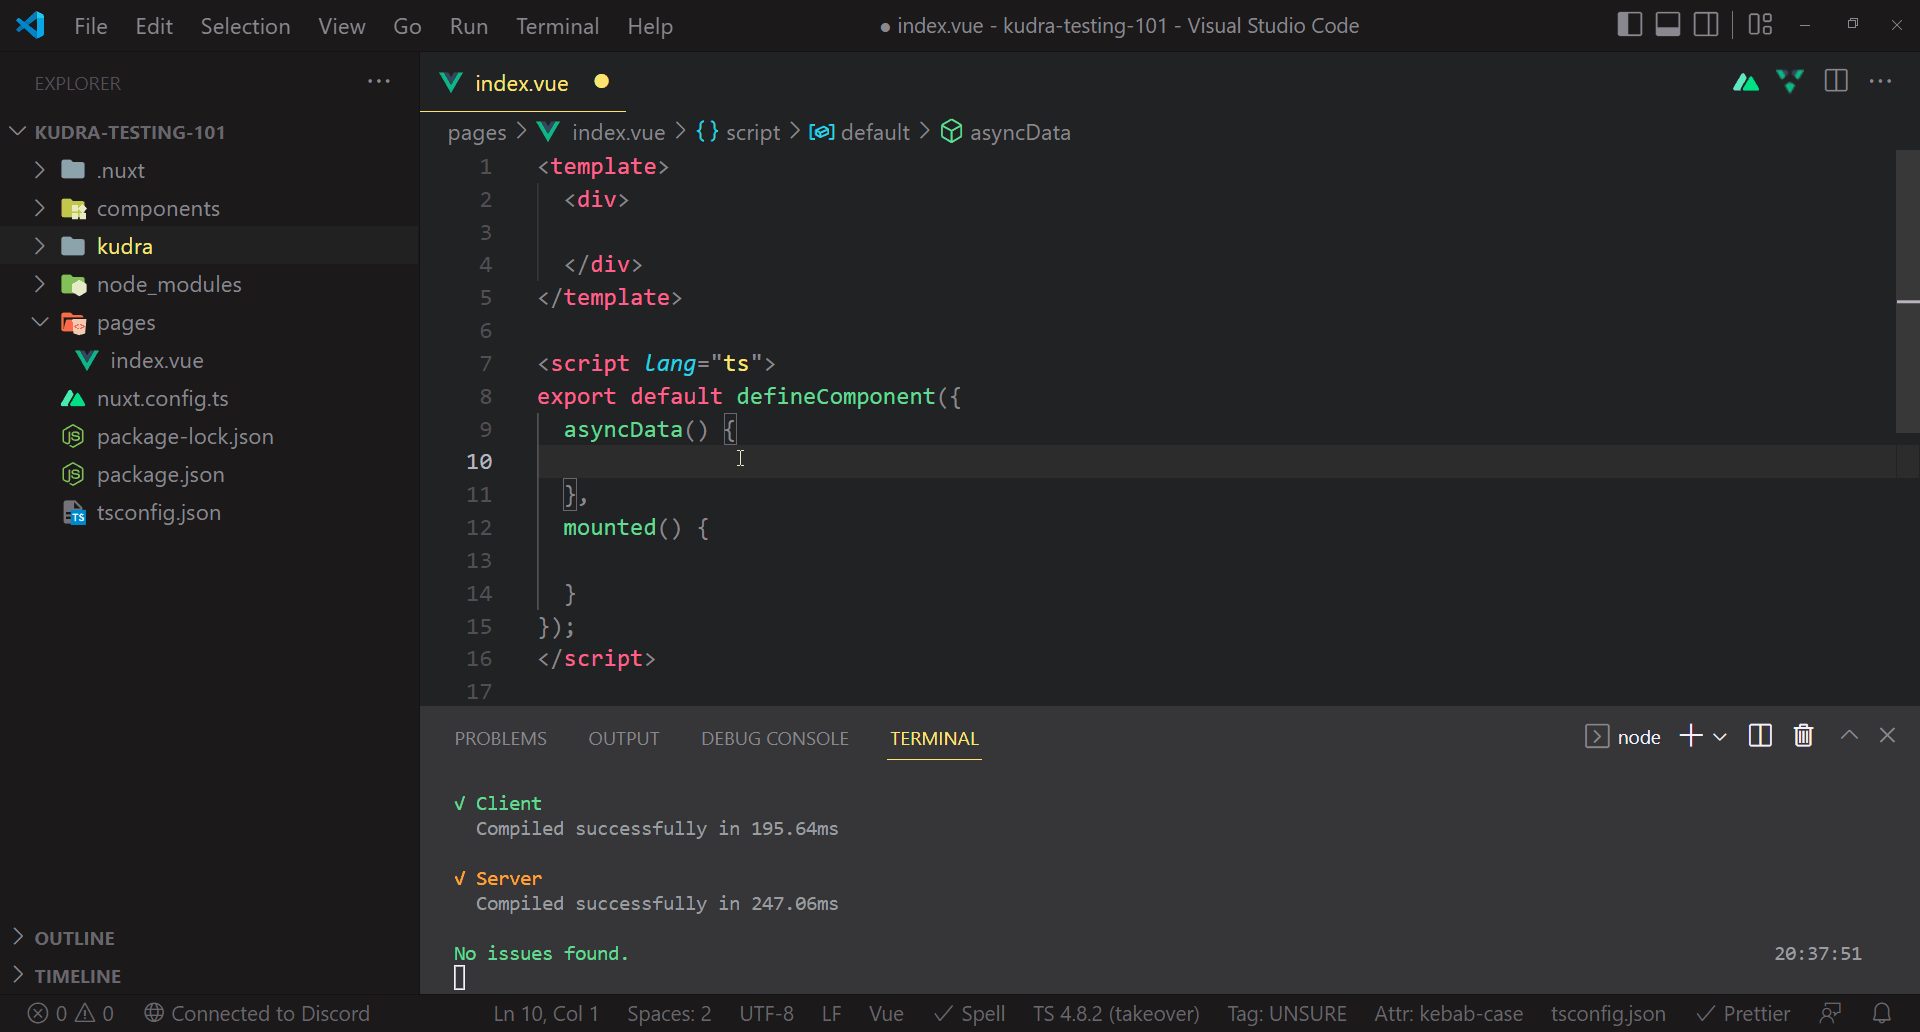 File Edit Selection View Go Run Terminal Help
● index.vue - kudra-testing-101 - Visual Studio Code
EXPLORER
KUDRA-TESTING-101
.nuxt
components
kudra
node_modules
pages
index.vue
nuxt.config.ts
package-lock.json
package.json
tsconfig.json
OUTLINE
TIMELINE
index.vue
pages > index.vue > {} script > default > asyncData
1 <template>
2 <div>
3
4 </div>
5 </template>
6
7 <script lang="ts">
8 export default defineComponent({
9 asyncData() {
10
11 },
12 mounted() {
13
14 }
15 });
16 </script>
17
PROBLEMS OUTPUT DEBUG CONSOLE TERMINAL
node
√ Client
Compiled successfully in 195.64ms
√ Server
Compiled successfully in 247.06ms
No issues found. 20:37:51
0 0 Connected to Discord Ln 10, Col 1 Spaces: 2 UTF-8 LF Vue Spell TS 4.8.2 (takeover) Tag: UNSURE Attr: kebab-case tsconfig.json Prettier